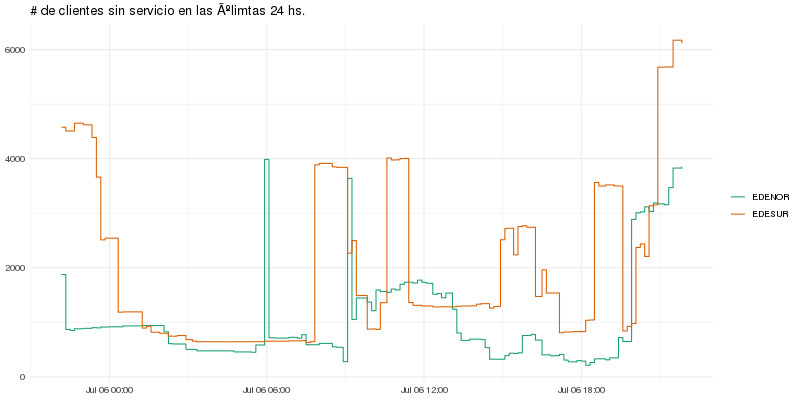 # de clientes sin servicio en las Ãºlimtas 24 hs.
6000
4000
2000
0
Jul 06 00:00
Jul 06 06:00
Jul 06 12:00
Jul 06 18:00
EDENOR
EDESUR